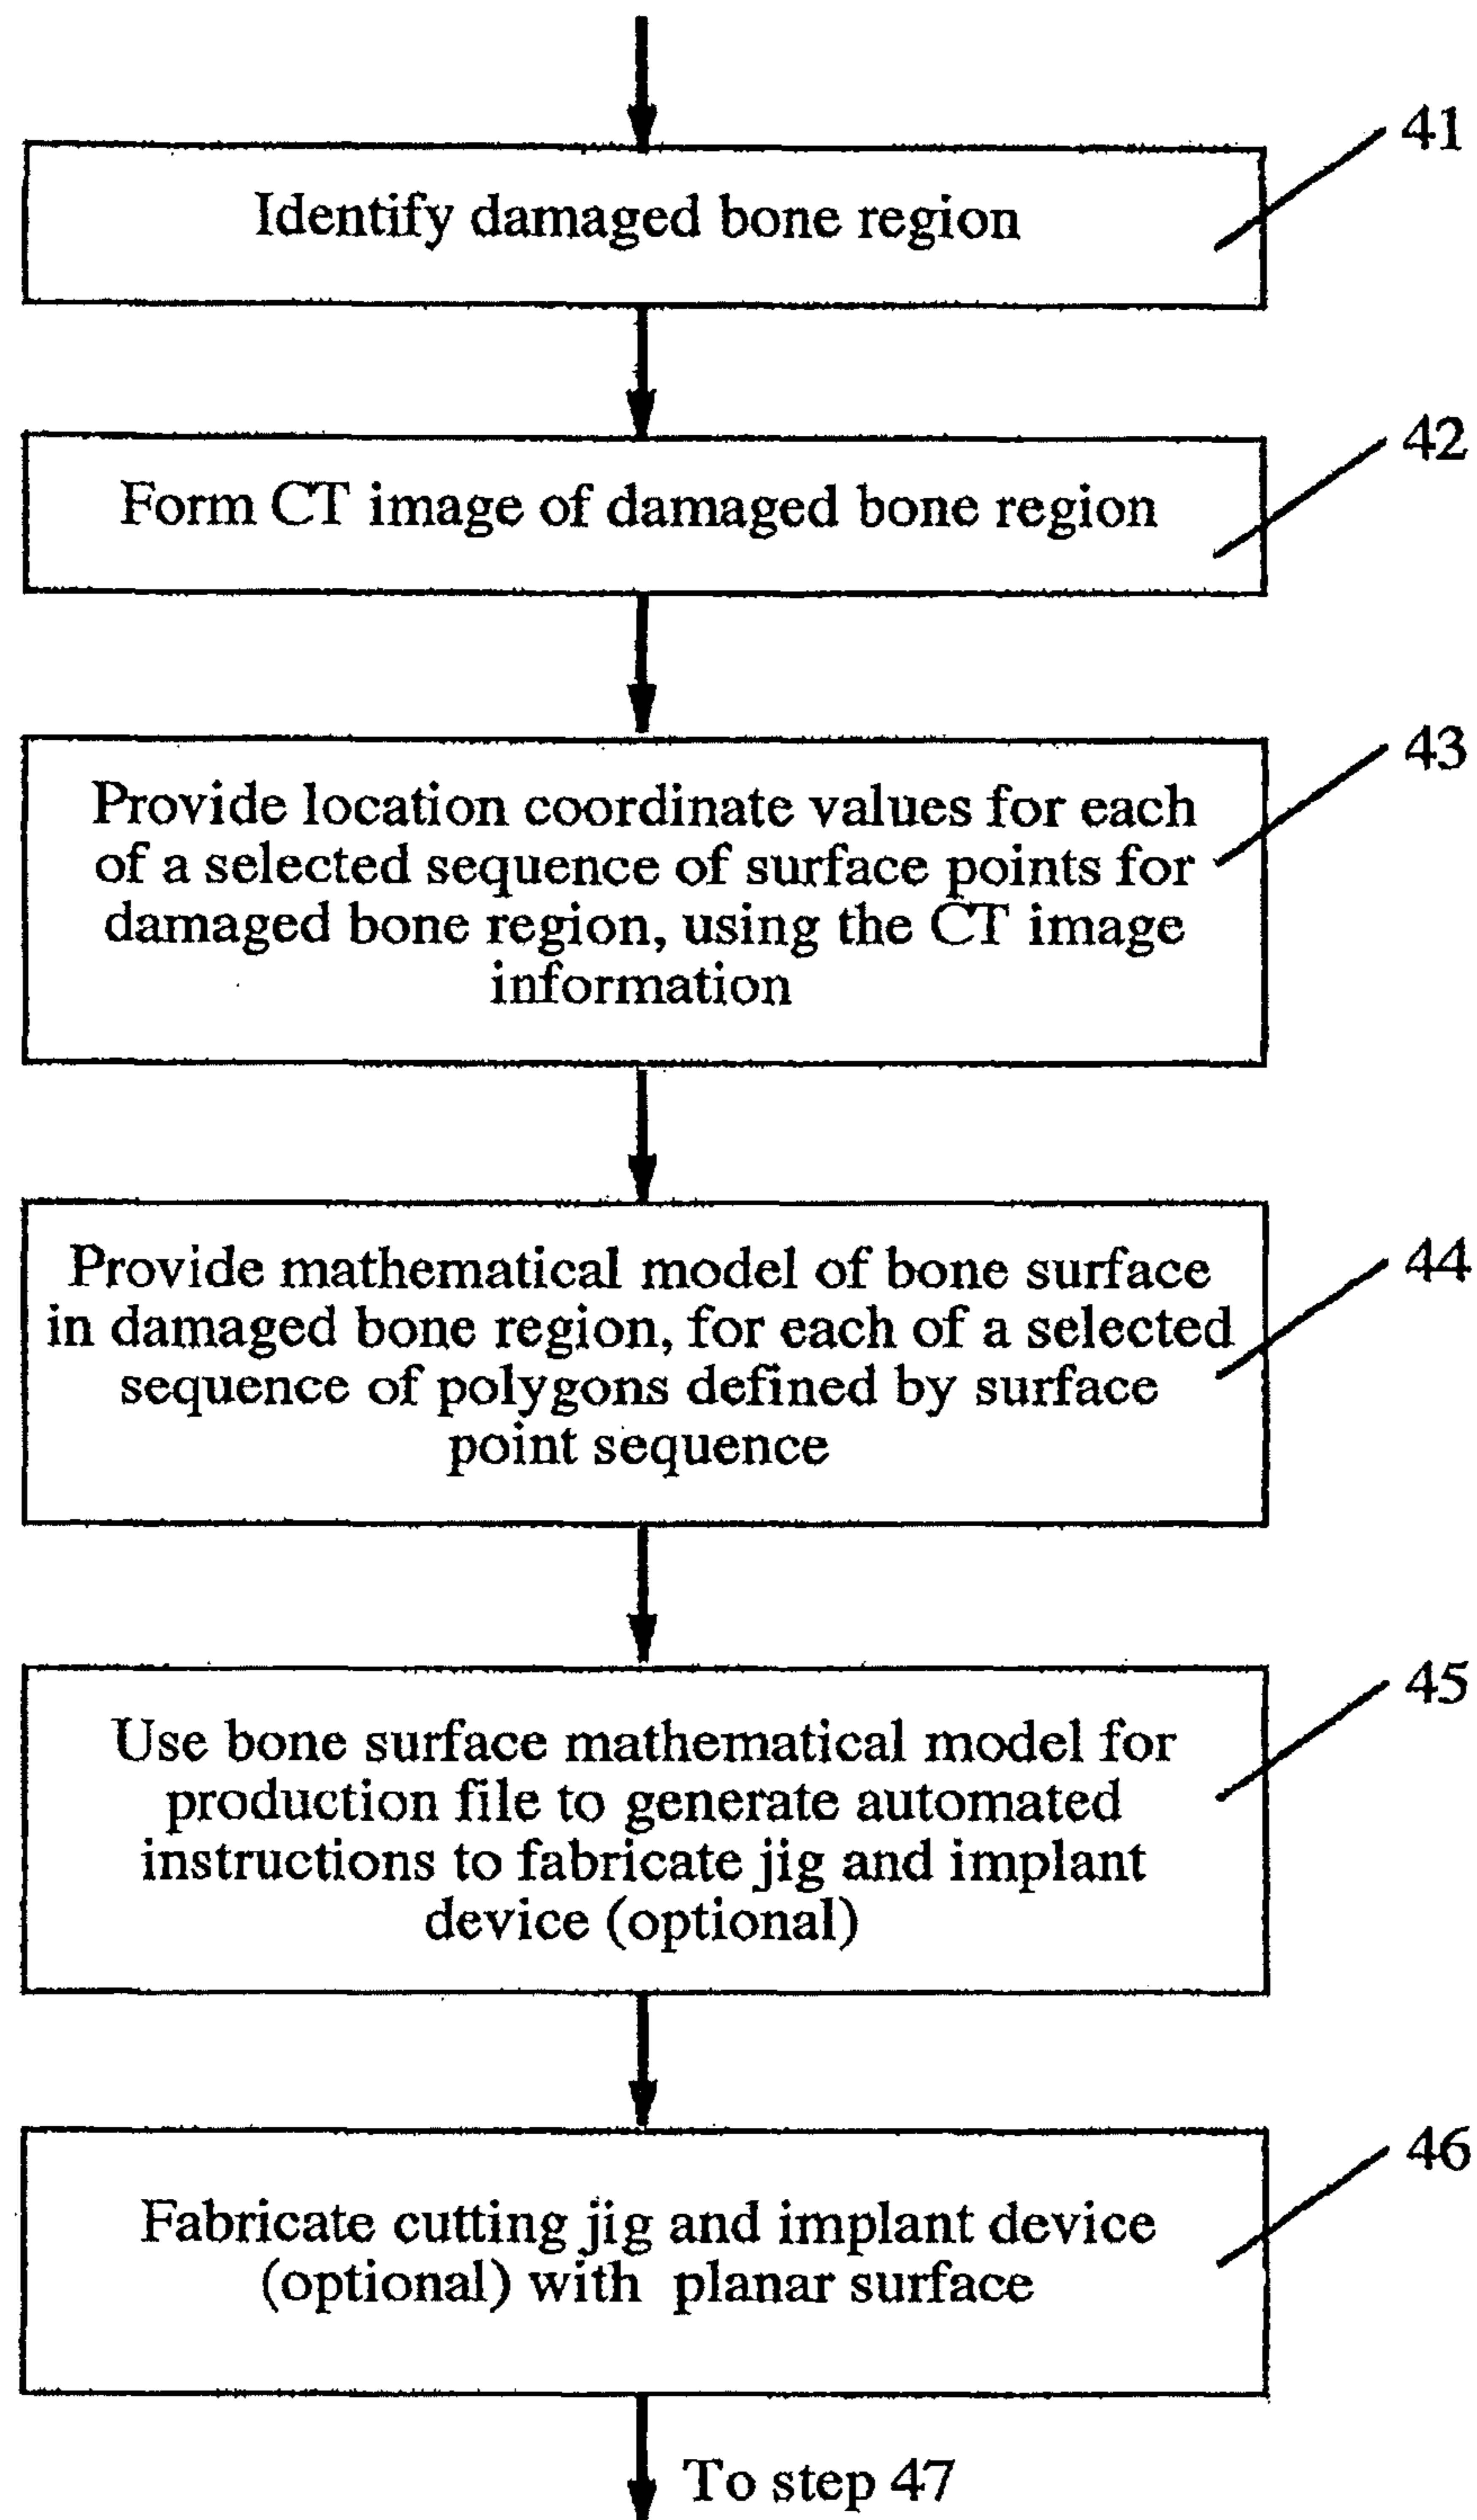 41
Identify damaged bone region
42
Form CT image of damaged bone region
43
Provide location coordinate values for each
of a selected sequence of surface points for
damaged bone region, using the CT image
information
44
Provide mathematical model of bone surface
in damaged bone region, for each of a selected
sequence of polygons defined by surface
point sequence
45
Use bone surface mathematical model for
production file to generate automated
instructions to fabricate jig and implant
device (optional)
46
Fabricate cutting jig and implant device
(optional) with planar surface
To step 47